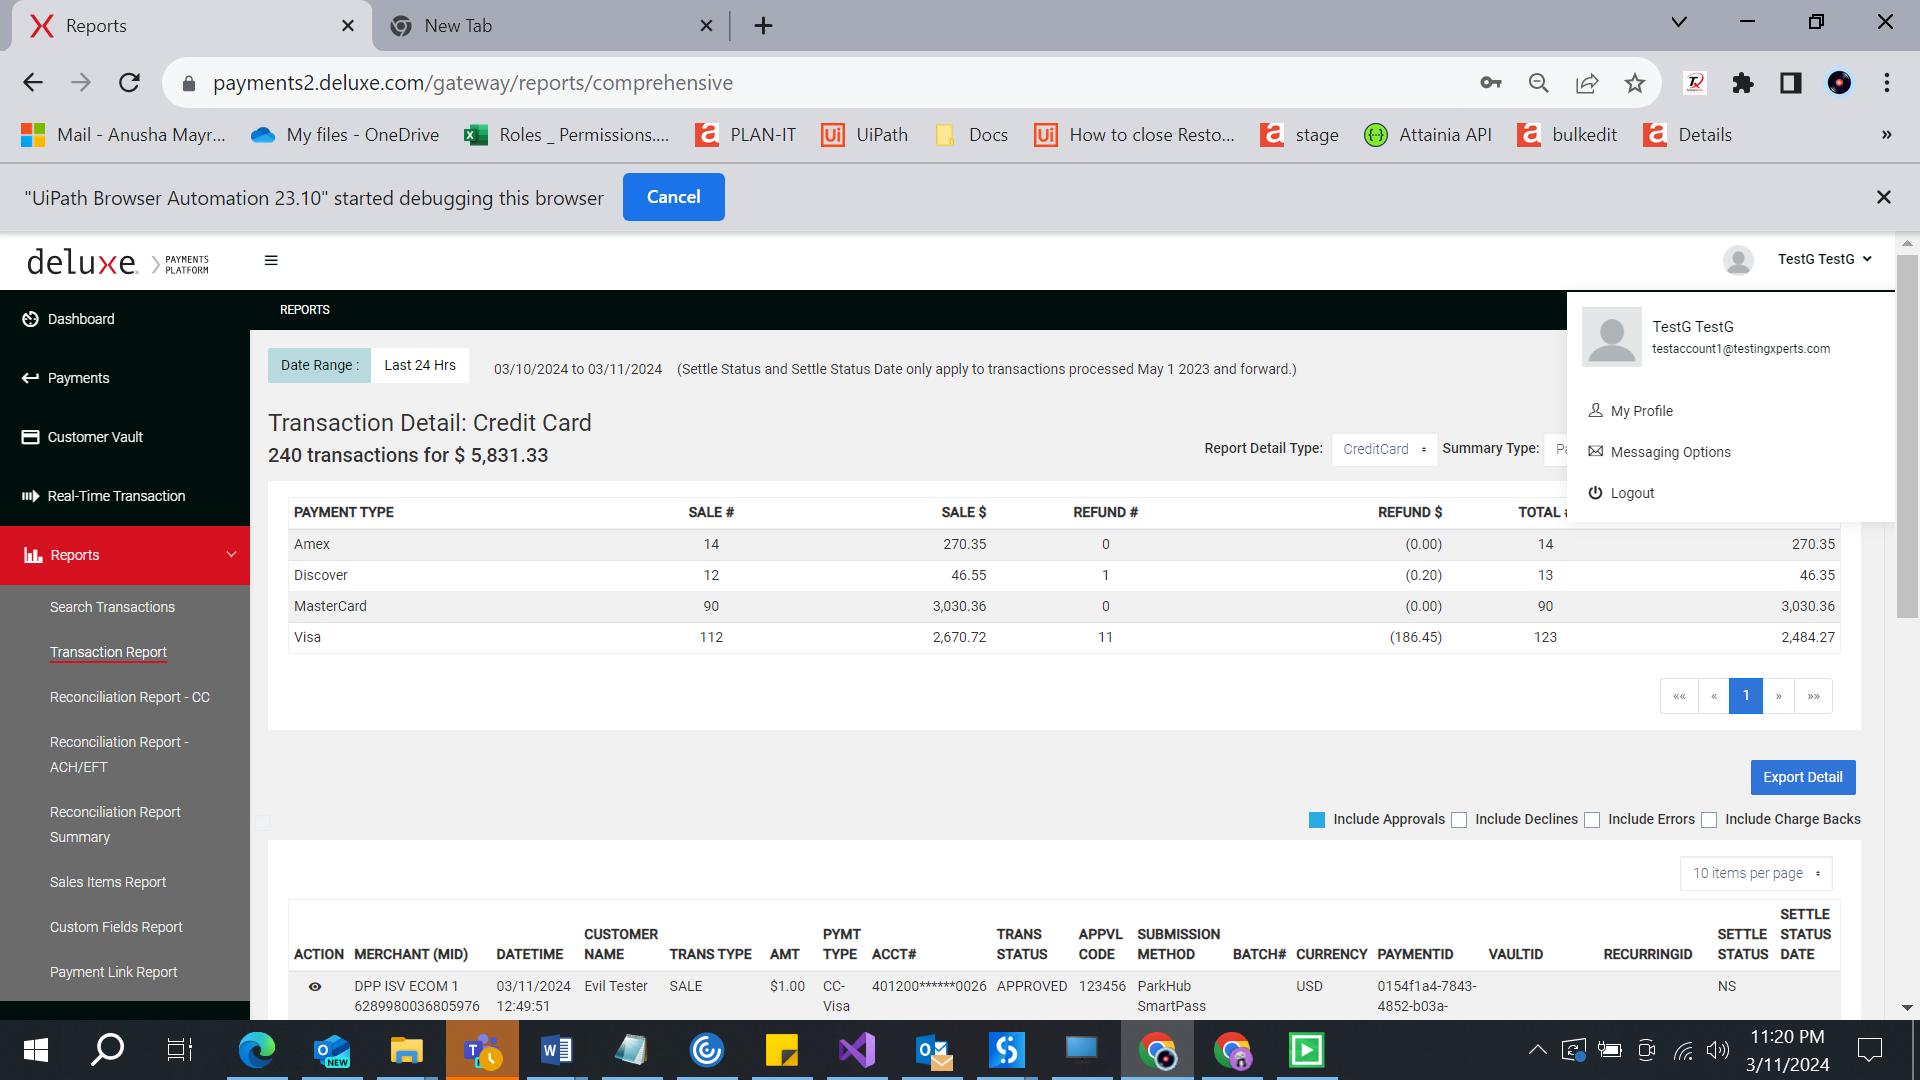 Reports
New Tab
payments2.deluxe.com/gateway/reports/comprehensive
Mail - Anusha Mayr...
My files - OneDrive
Roles _ Permissions....
PLAN-IT
UiPath
Docs
How to close Resto...
stage
Attainia API
bulkedit
Details
»
"UiPath Browser Automation 23.10" started debugging this browser
Cancel
deluxe. PAYMENTS PLATFORM
TestG TestG
Dashboard
Payments
Customer Vault
Real-Time Transaction
Reports
Search Transactions
Transaction Report
Reconciliation Report - CC
Reconciliation Report -
ACH/EFT
Reconciliation Report
Summary
Sales Items Report
Custom Fields Report
Payment Link Report
REPORTS
TestG TestG
testaccount1@testingxperts.com
My Profile
Messaging Options
Logout
Date Range : Last 24 Hrs 03/10/2024 to 03/11/2024 (Settle Status and Settle Status Date only apply to transactions processed May 1 2023 and forward.)
Transaction Detail: Credit Card
240 transactions for $ 5,831.33
Report Detail Type: CreditCard Summary Type: Pa
PAYMENT TYPE SALE # SALE $ REFUND # REFUND $ TOTAL #
Amex 14 270.35 0 (0.00) 14 270.35
Discover 12 46.55 1 (0.20) 13 46.35
MasterCard 90 3,030.36 0 (0.00) 90 3,030.36
Visa 112 2,670.72 11 (186.45) 123 2,484.27
«« « 1 » »»
Export Detail
Include Approvals Include Declines Include Errors Include Charge Backs
10 items per page
ACTION MERCHANT (MID) DATETIME CUSTOMER NAME TRANS TYPE AMT PYMT TYPE ACCT# TRANS STATUS APPVL CODE SUBMISSION METHOD BATCH# CURRENCY PAYMENTID VAULTID RECURRINGID SETTLE STATUS SETTLE STATUS DATE
DPP ISV ECOM 1 03/11/2024 Evil Tester SALE $1.00 CC- 401200******0026 APPROVED 123456 ParkHub USD 0154f1a4-7843- NS
6289980036805976 12:49:51 Visa SmartPass 4852-b03a-
NEW
11:20 PM
3/11/2024